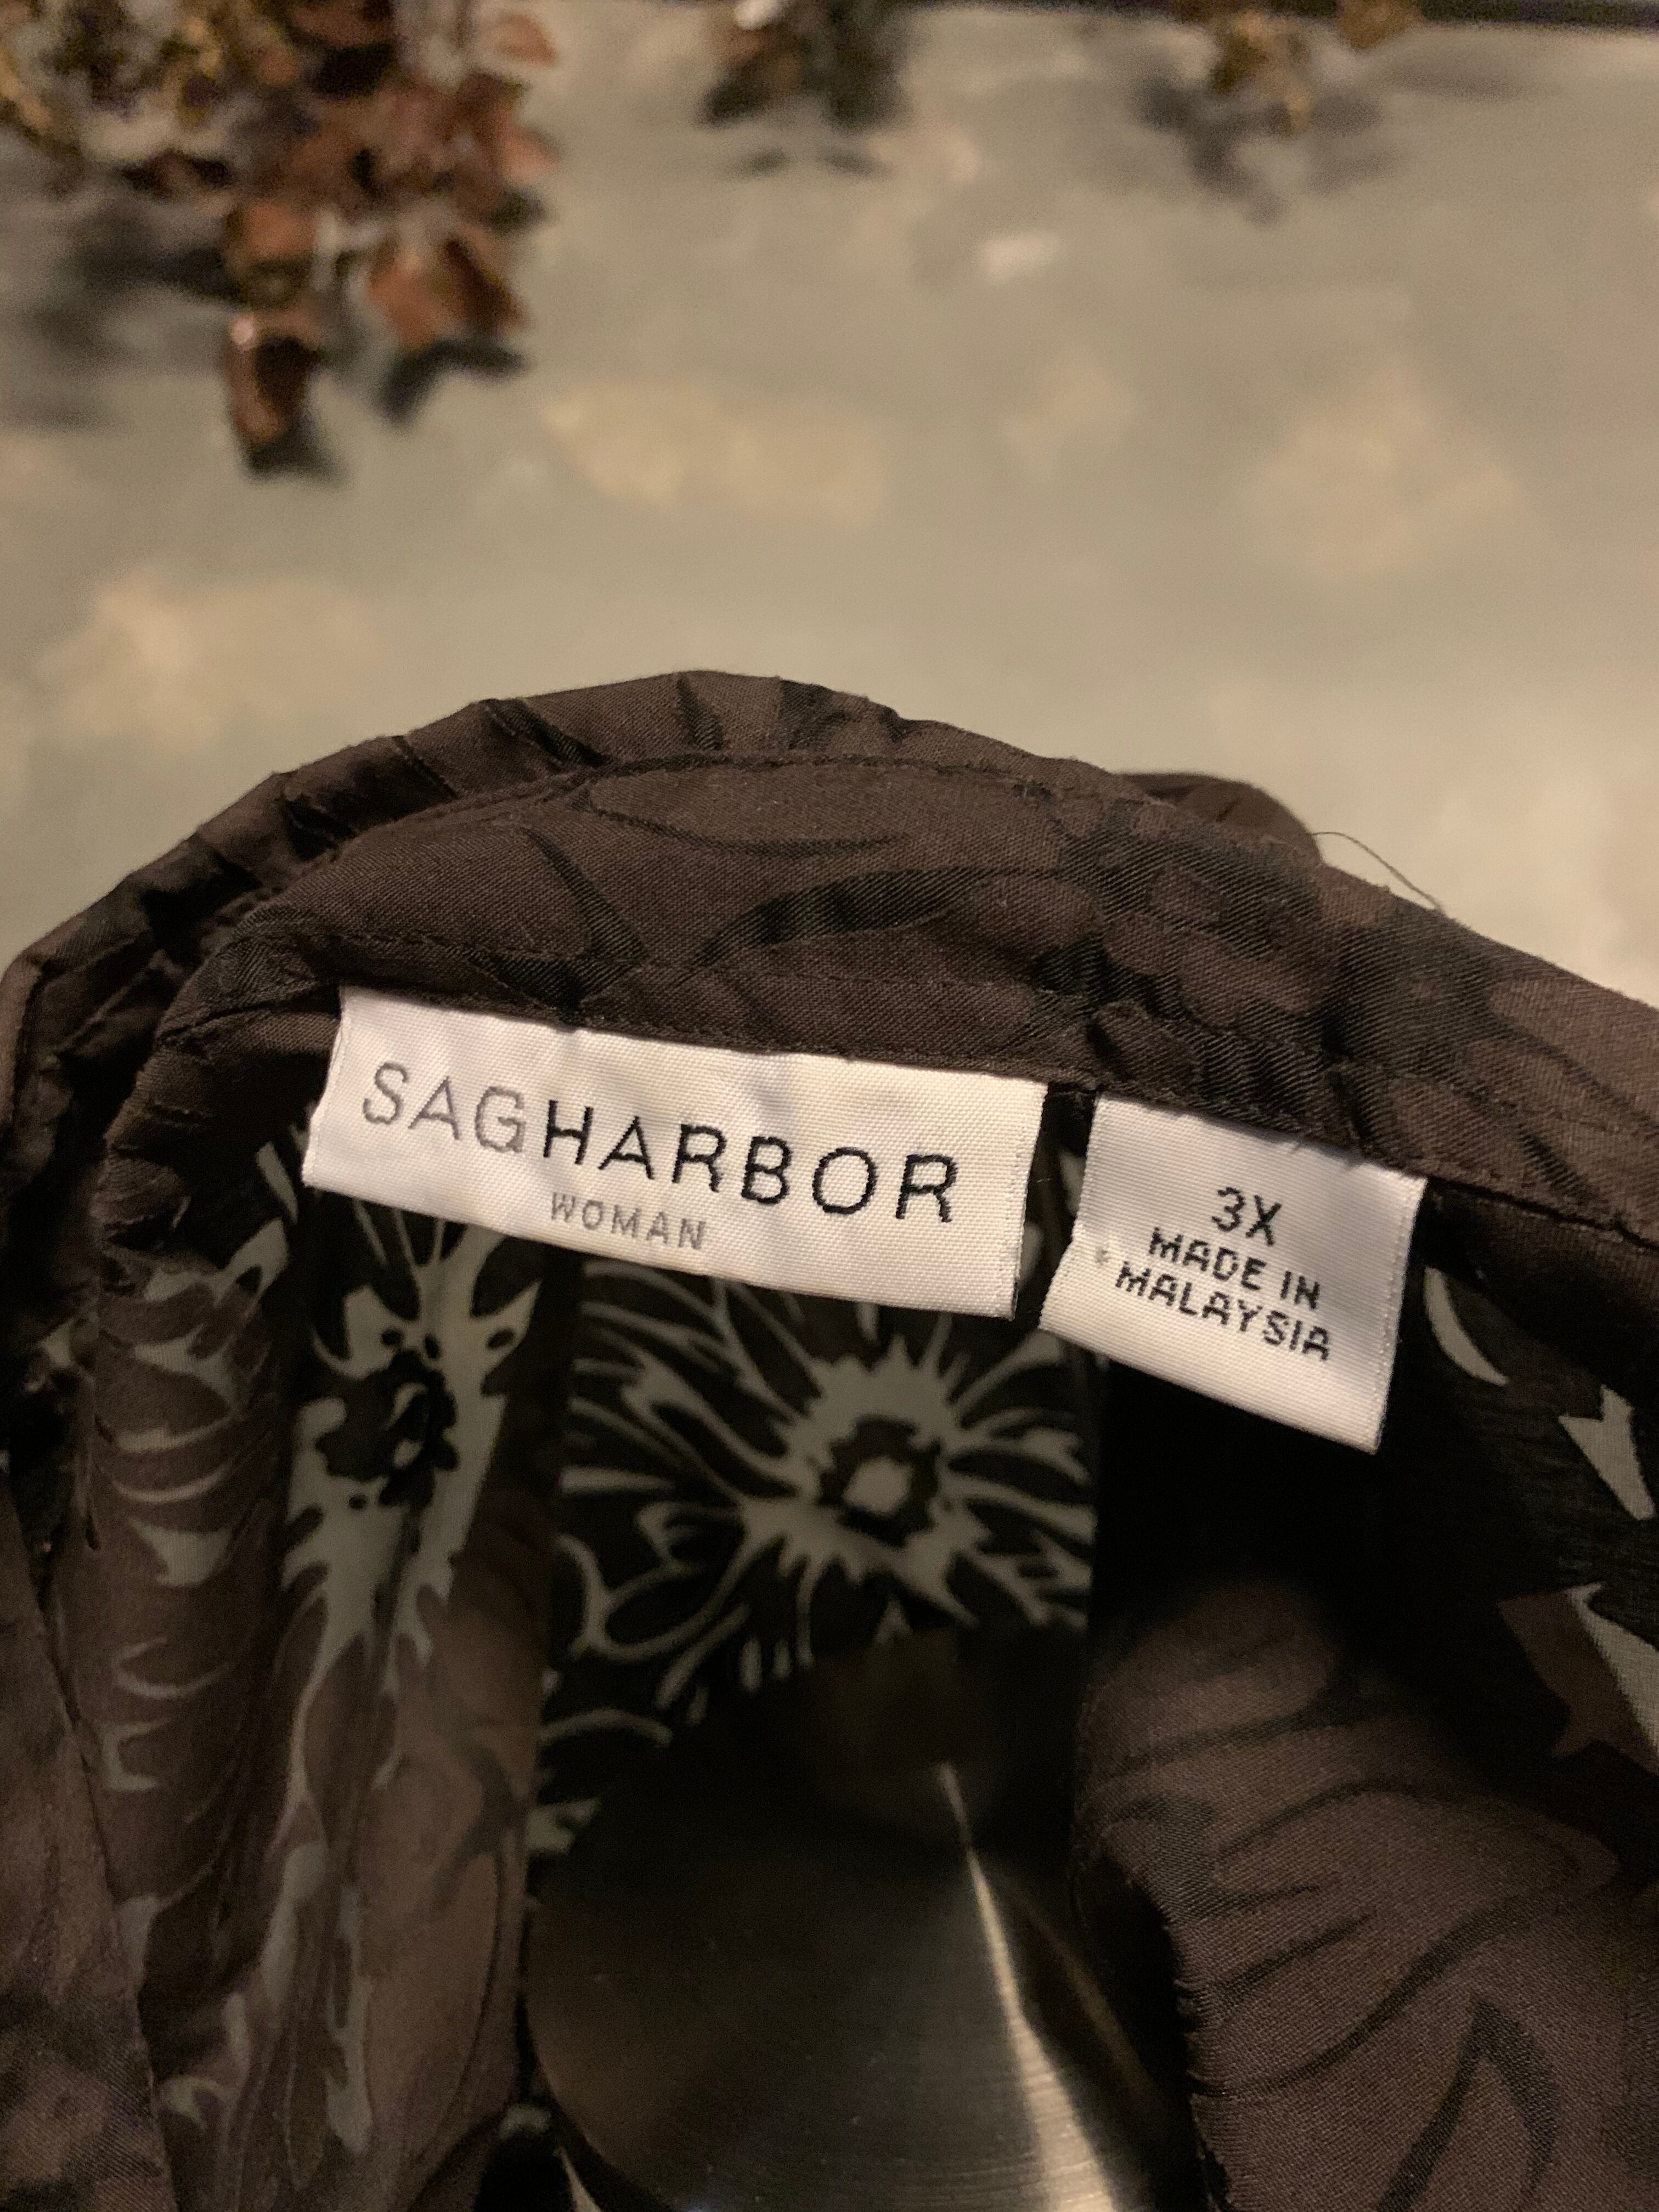 SAGHARBOR
WOMAN
3X
MADE IN
MALAYSIA